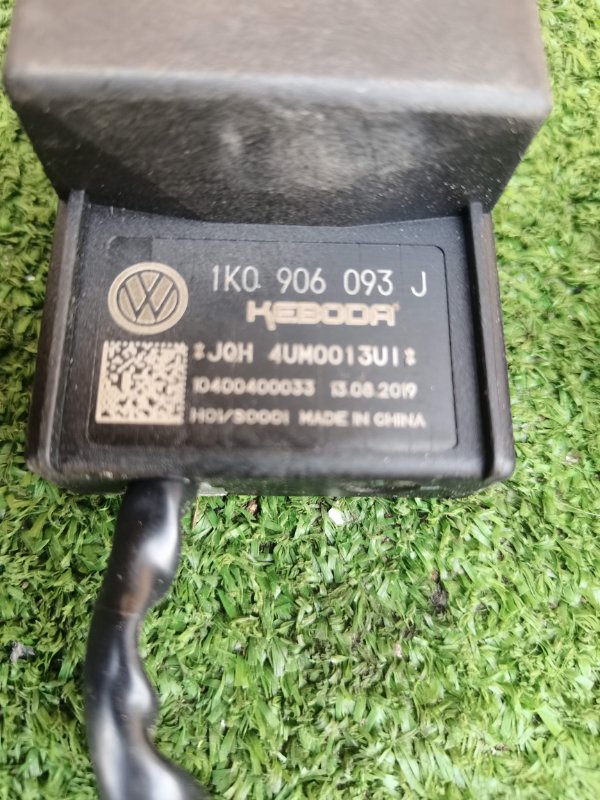 1K0 906 093 J
KEBODA
*JQH 4UM0013U1*
10400400033 13.08.2019
H01/S0001 MADE IN CHINA